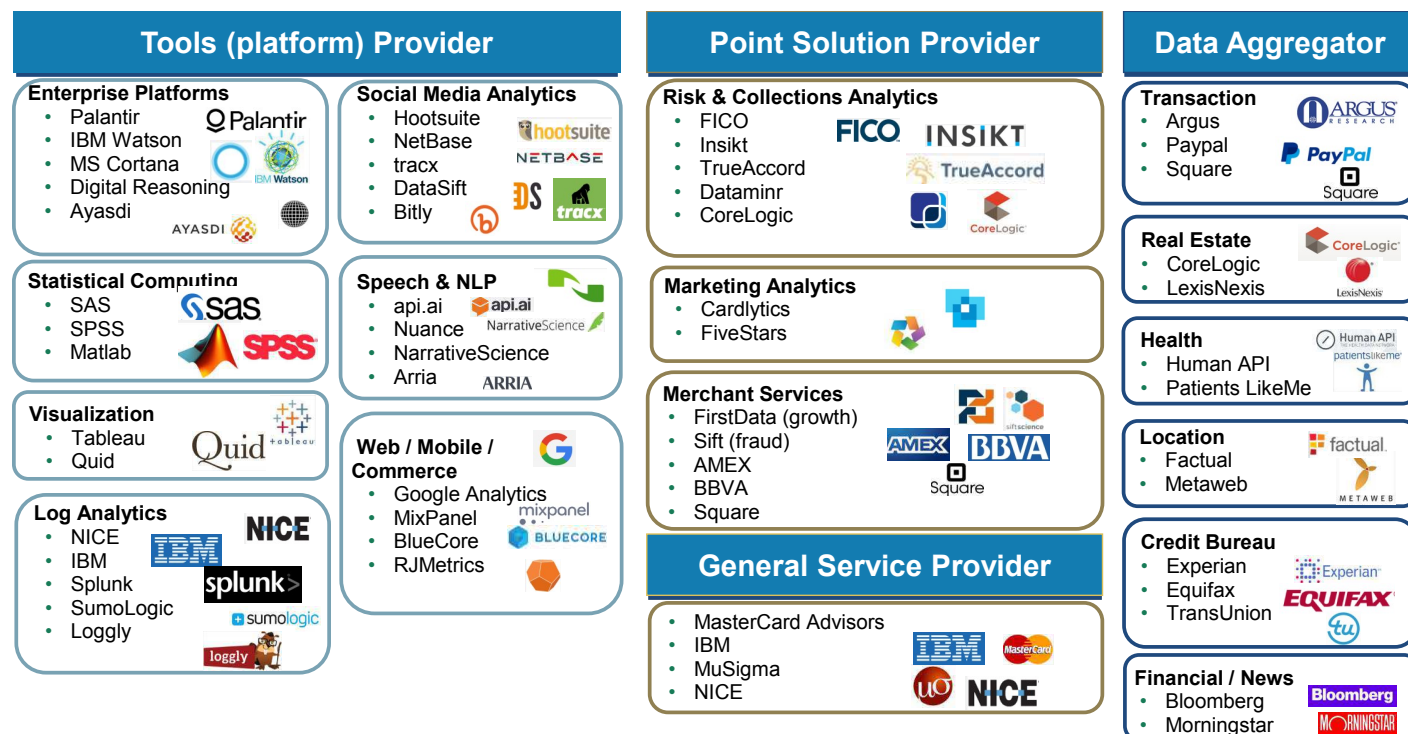 Tools (platform) Provider
Enterprise Platforms
• Palantir
• IBM Watson
• MS Cortana
• Digital Reasoning
• Ayasdi
Palantir
IBM Watson
AYASDI
Social Media Analytics
• Hootsuite
• NetBase
• tracx
• DataSift
• Bitly
hootsuite
NETBASE
DS
tracx
b
Statistical Computing
• SAS
• SPSS
• Matlab
sas
SPSS
Speech & NLP
• api.ai
• Nuance
• NarrativeScience
• Arria
api.ai
NarrativeScience
ARRIA
Visualization
• Tableau
• Quid
Quid
tableau
Web / Mobile /
Commerce
• Google Analytics
• MixPanel
• BlueCore
• RJMetrics
G
mixpanel
BLUECORE
Log Analytics
• NICE
• IBM
• Splunk
• SumoLogic
• Loggly
NICE
IBM
splunk>
sumologic
loggly
Point Solution Provider
Risk & Collections Analytics
• FICO
• Insikt
• TrueAccord
• Dataminr
• CoreLogic
FICO
INSIKT
TrueAccord
CoreLogic
Marketing Analytics
• Cardlytics
• FiveStars
Merchant Services
• FirstData (growth)
• Sift (fraud)
• AMEX
• BBVA
• Square
siftscience
AMEX
BBVA
Square
General Service Provider
• MasterCard Advisors
• IBM
• MuSigma
• NICE
IBM
MasterCard
μσ
NICE
Data Aggregator
Transaction
• Argus
• Paypal
• Square
ARGUS
RESEARCH
PayPal
Square
Real Estate
• CoreLogic
• LexisNexis
CoreLogic
LexisNexis
Health
• Human API
• Patients LikeMe
Human API
patientslikeme
Location
• Factual
• Metaweb
factual.
METAWEB
Credit Bureau
• Experian
• Equifax
• TransUnion
Experian
EQUIFAX
tu
Financial / News
• Bloomberg
• Morningstar
Bloomberg
MORNINGSTAR